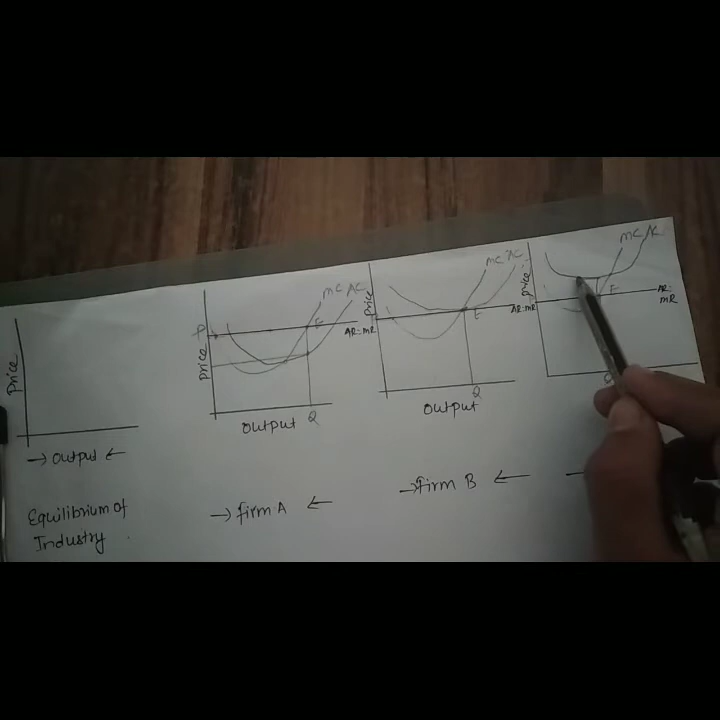 Price
→ Output ←
Equilibrium of
Industry
P
Price
MC AC
E
AR=MR
Output Q
→ firm A ←
Price
MC AC
E
AR=MR
Q
Output
→ firm B ←
Price
MC AC
E
AR=
MR